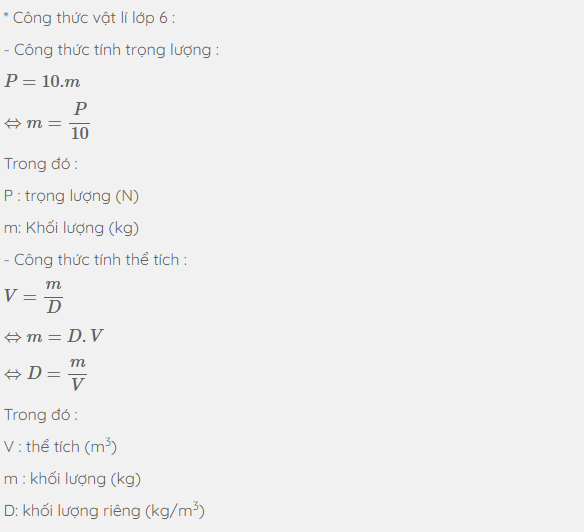 * Công thức vật lí lớp 6 :
- Công thức tính trọng lượng :
P = 10.m
⇔ m = P/10
Trong đó :
P : trọng lượng (N)
m: Khối lượng (kg)
- Công thức tính thể tích :
V = m/D
⇔ m = D.V
⇔ D = m/V
Trong đó :
V : thể tích (m³)
m : khối lượng (kg)
D: khối lượng riêng (kg/m³)